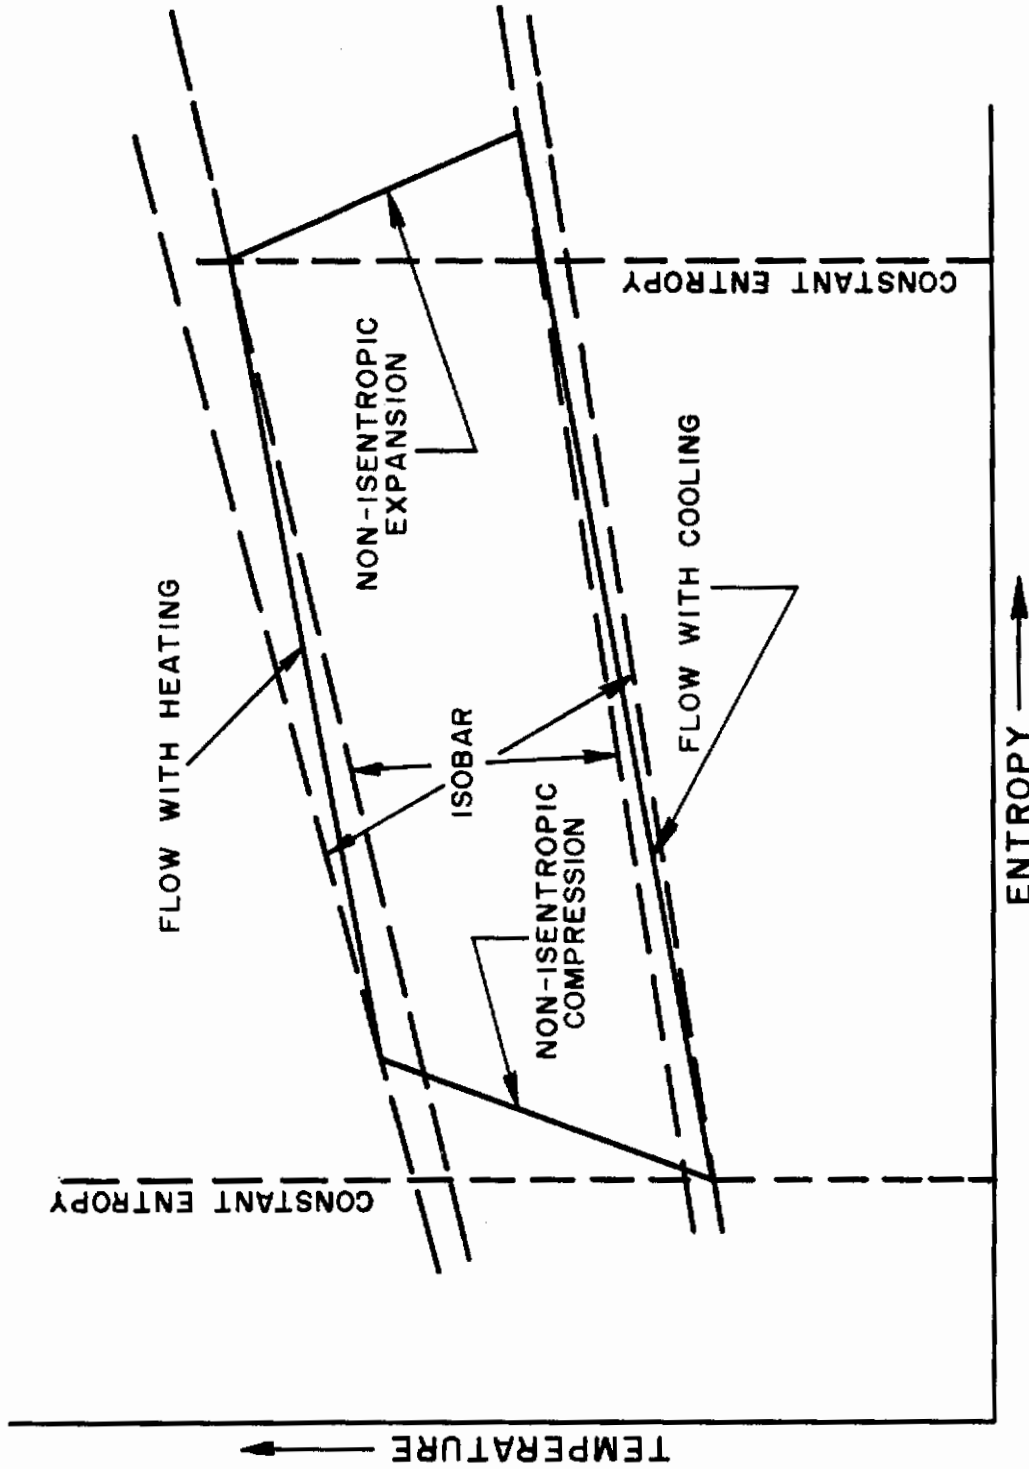 FLOW WITH HEATING
CONSTANT ENTROPY
NON-ISENTROPIC
EXPANSION
ISOBAR
NON-ISENTROPIC
COMPRESSION
FLOW WITH COOLING
CONSTANT ENTROPY
TEMPERATURE
ENTROPY